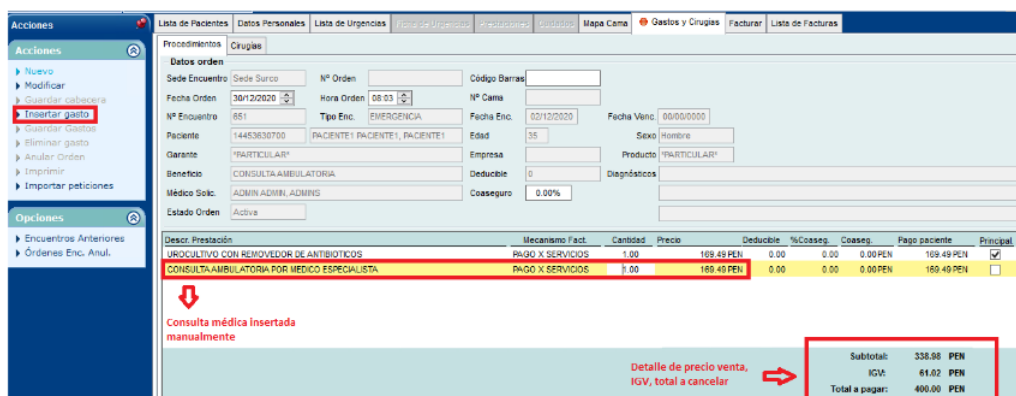 Acciones
Lista de Pacientes Datos Personales Lista de Urgencias Ficha de Urgencias Prestaciones Cuidados Mapa Cama Gastos y Cirugias Facturar Lista de Facturas
Acciones
Nuevo
Modificar
Guardar cabecera
Insertar gasto
Guardar Gastos
Eliminar gasto
Anular Orden
Imprimir
Importar peticiones
Opciones
Encuentros Anteriores
Órdenes Enc. Anul.
Procedimientos Cirugías
Datos orden
Sede Encuentro Sede Surco Nº Orden Código Barras
Fecha Orden 30/12/2020 Hora Orden 08:03 Nº Cama
Nº Encuentro 651 Tipo Enc. EMERGENCIA Fecha Enc. 02/12/2020 Fecha Venc. 00/00/0000
Paciente 14453630700 PACIENTE1 PACIENTE1, PACIENTE1 Edad 35 Sexo Hombre
Garante *PARTICULAR* Empresa Producto *PARTICULAR*
Beneficio CONSULTA AMBULATORIA Deducible 0 Diagnósticos
Médico Solic. ADMIN ADMIN, ADMINS Coaseguro 0.00%
Estado Orden Activa
Descr. Prestación Mecanismo Fact. Cantidad Precio Deducible %Coaseg. Coaseg. Pago paciente Principal
UROCULTIVO CON REMOVEDOR DE ANTIBIOTICOS PAGO X SERVICIOS 1.00 169.49 PEN 0.00 0.00 0.00 PEN 169.49 PEN
CONSULTA AMBULATORIA POR MEDICO ESPECIALISTA PAGO X SERVICIOS 1.00 169.49 PEN 0.00 0.00 0.00 PEN 169.49 PEN
Consulta médica insertada
manualmente
Detalle de precio venta,
IGV, total a cancelar
Subtotal: 338.98 PEN
IGV: 61.02 PEN
Total a pagar: 400.00 PEN